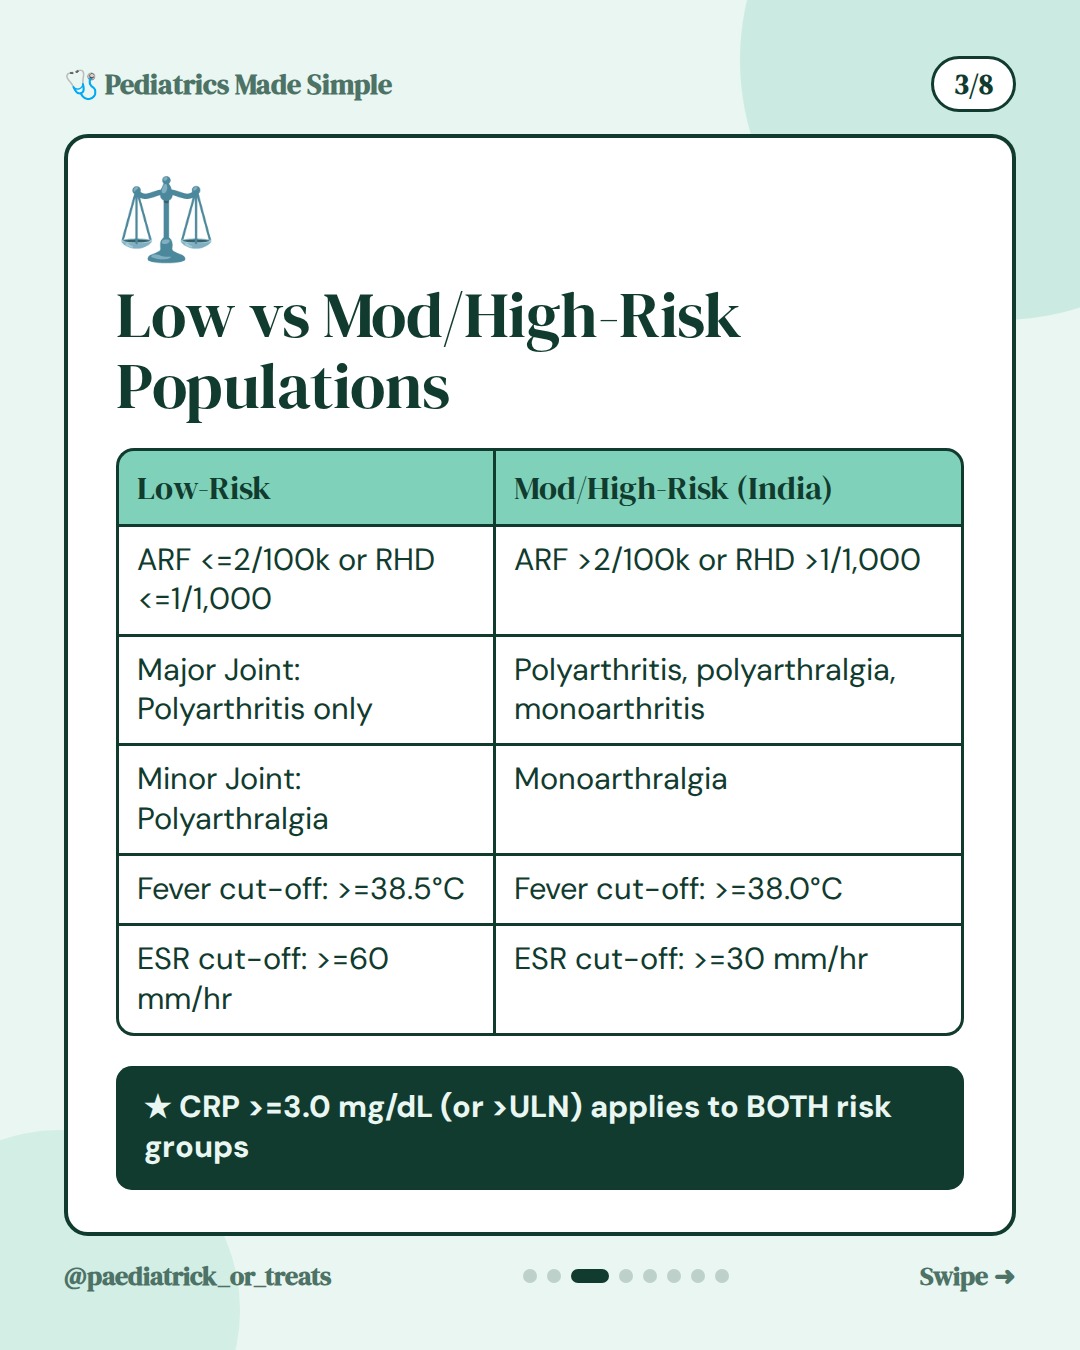 Pediatrics Made Simple
3/8
Low vs Mod/High-Risk
Populations
Low-Risk
Mod/High-Risk (India)
ARF <=2/100k or RHD
<=1/1,000
ARF >2/100k or RHD >1/1,000
Major Joint:
Polyarthritis only
Polyarthritis, polyarthralgia,
monoarthritis
Minor Joint:
Polyarthralgia
Monoarthralgia
Fever cut-off: >=38.5°C
Fever cut-off: >=38.0°C
ESR cut-off: >=60
mm/hr
ESR cut-off: >=30 mm/hr
★ CRP >=3.0 mg/dL (or >ULN) applies to BOTH risk
groups
@paediatrick_or_treats
Swipe ➜